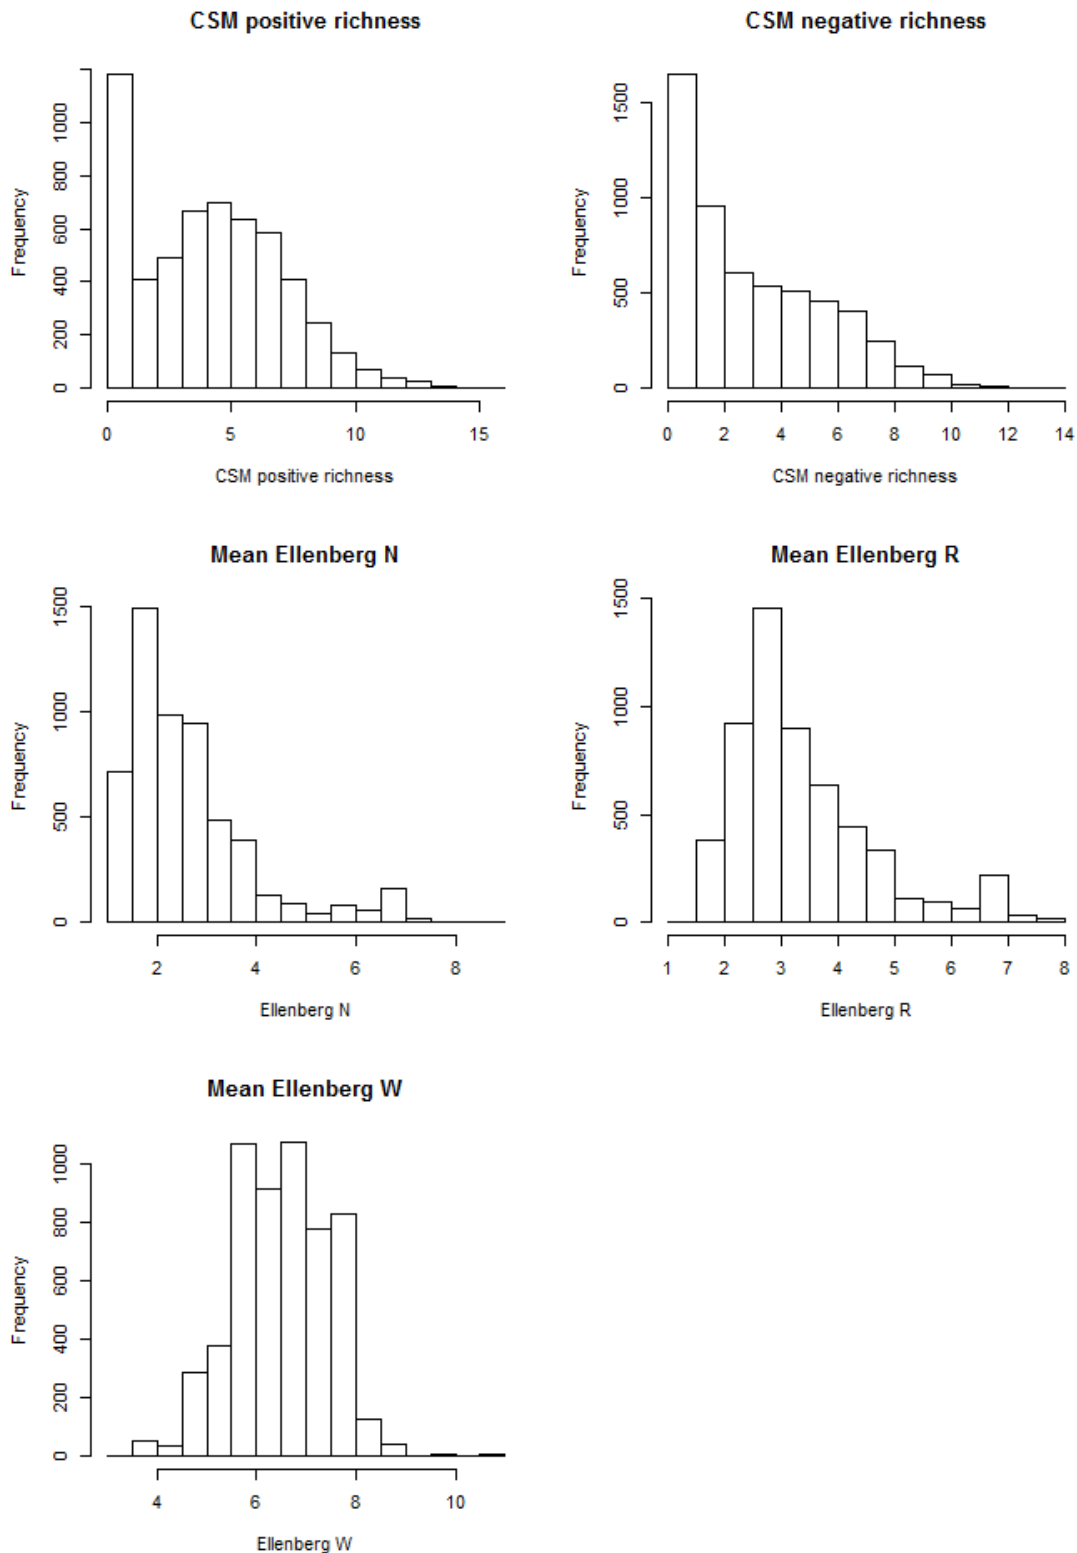 CSM positive richness
Frequency
0 200 400 600 800 1000
0 5 10 15
CSM positive richness
CSM negative richness
Frequency
0 500 1000 1500
0 2 4 6 8 10 12 14
CSM negative richness
Mean Ellenberg N
Frequency
0 500 1000 1500
2 4 6 8
Ellenberg N
Mean Ellenberg R
Frequency
0 500 1000 1500
1 2 3 4 5 6 7 8
Ellenberg R
Mean Ellenberg W
Frequency
0 200 400 600 800 1000
4 6 8 10
Ellenberg W